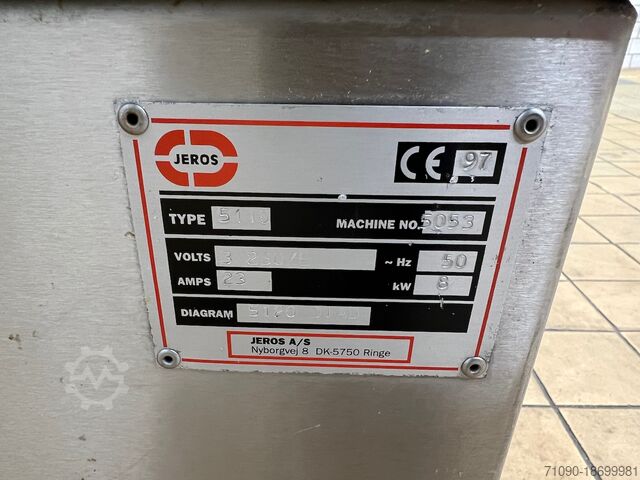 JEROS
CE 97
TYPE 5110 MACHINE NO. 5053
VOLTS ~ Hz 50
AMPS 23 kW 8
DIAGRAM
JEROS A/S
Nyborgvej 8 DK-5750 Ringe
71090-18699981